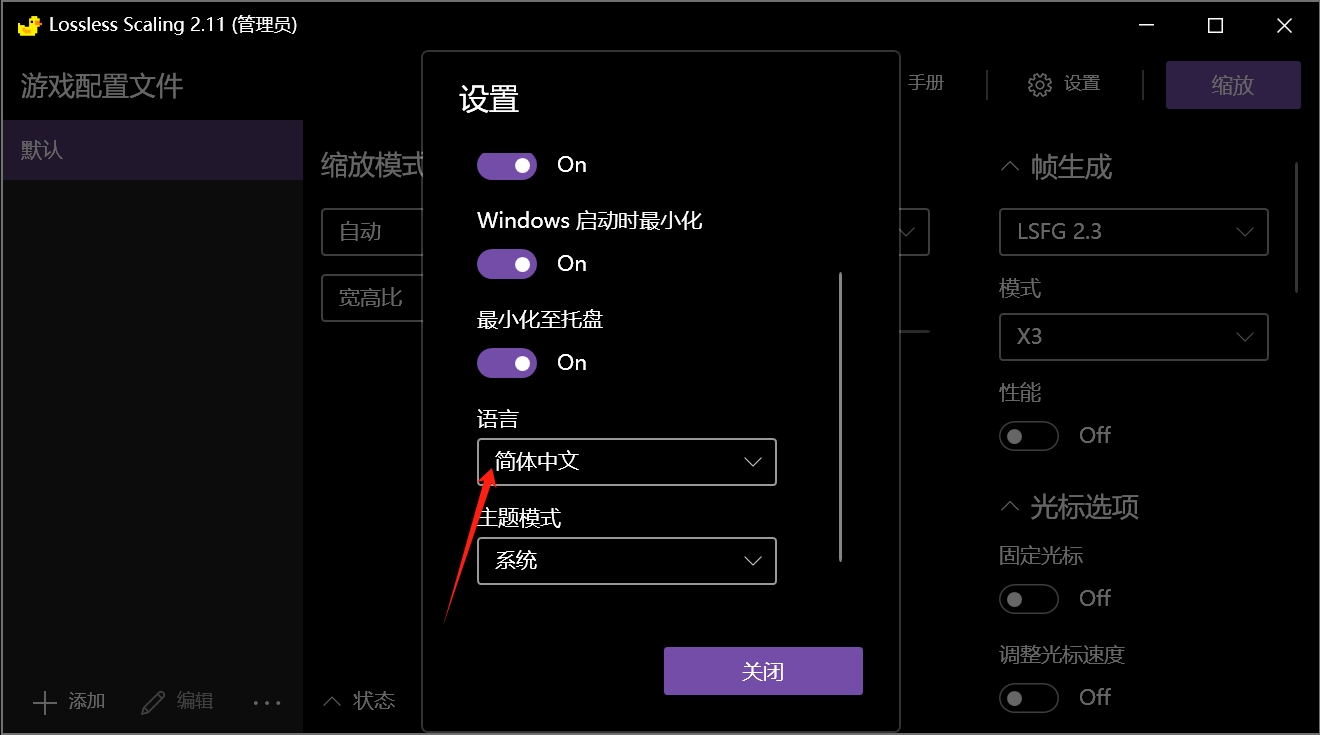 Lossless Scaling 2.11 (管理员)
游戏配置文件
手册
设置
缩放
默认
缩放模式
自动
宽高比
设置
On
Windows 启动时最小化
On
最小化至托盘
On
语言
简体中文
主题模式
系统
关闭
帧生成
LSFG 2.3
模式
X3
性能
Off
光标选项
固定光标
Off
调整光标速度
Off
添加
编辑
...
状态